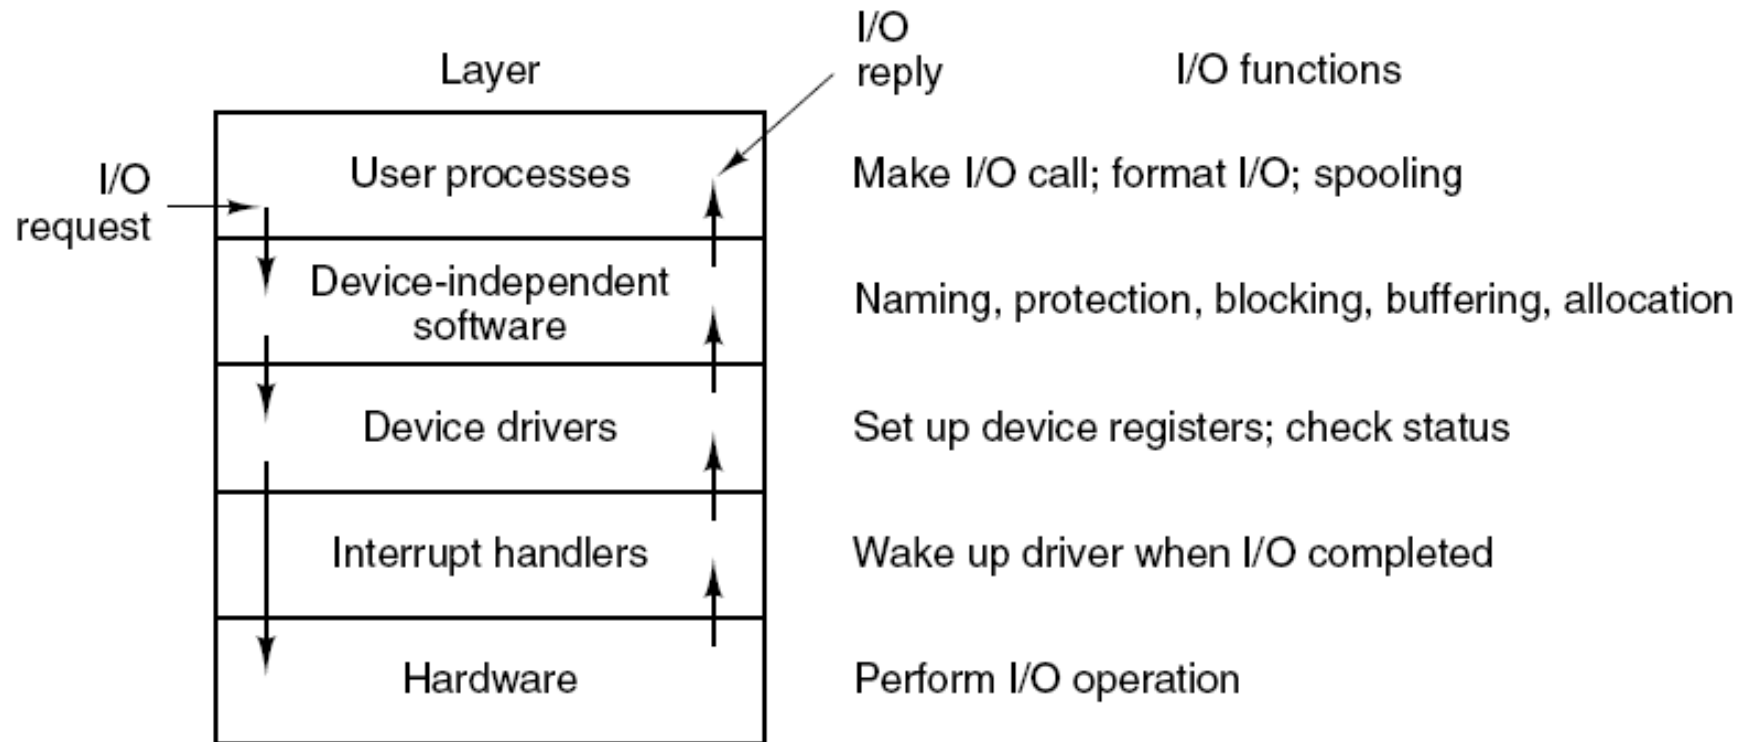 I/O
reply
Layer
I/O functions
I/O
request
User processes
Make I/O call; format I/O; spooling
Device-independent
software
Naming, protection, blocking, buffering, allocation
Device drivers
Set up device registers; check status
Interrupt handlers
Wake up driver when I/O completed
Hardware
Perform I/O operation